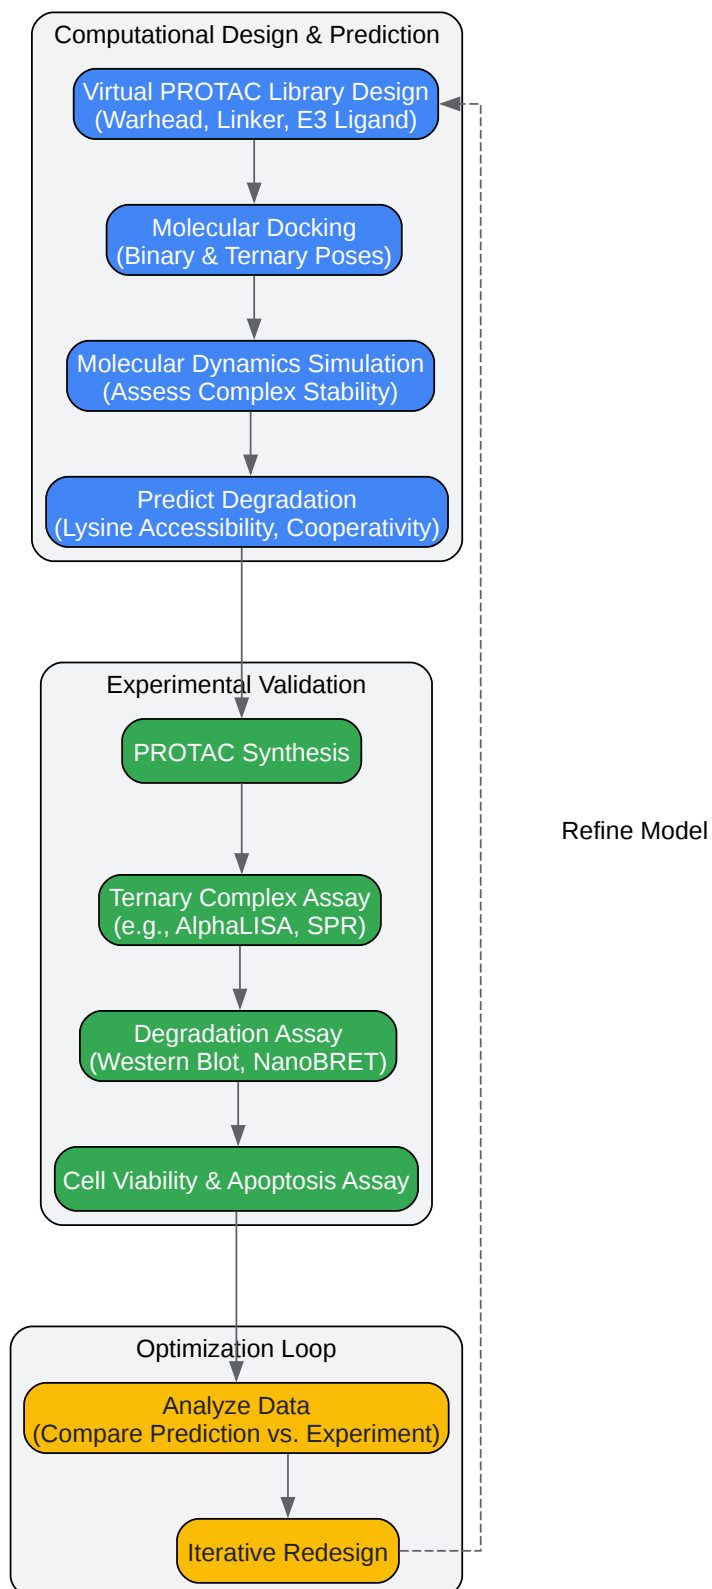 Computational Design & Prediction
Virtual PROTAC Library Design
(Warhead, Linker, E3 Ligand)
Molecular Docking
(Binary & Ternary Poses)
Molecular Dynamics Simulation
(Assess Complex Stability)
Predict Degradation
(Lysine Accessibility, Cooperativity)
Experimental Validation
PROTAC Synthesis
Refine Model
Ternary Complex Assay
(e.g., AlphaLISA, SPR)
Degradation Assay
(Western Blot, NanoBRET)
Cell Viability & Apoptosis Assay
Optimization Loop
Analyze Data
(Compare Prediction vs. Experiment)
Iterative Redesign